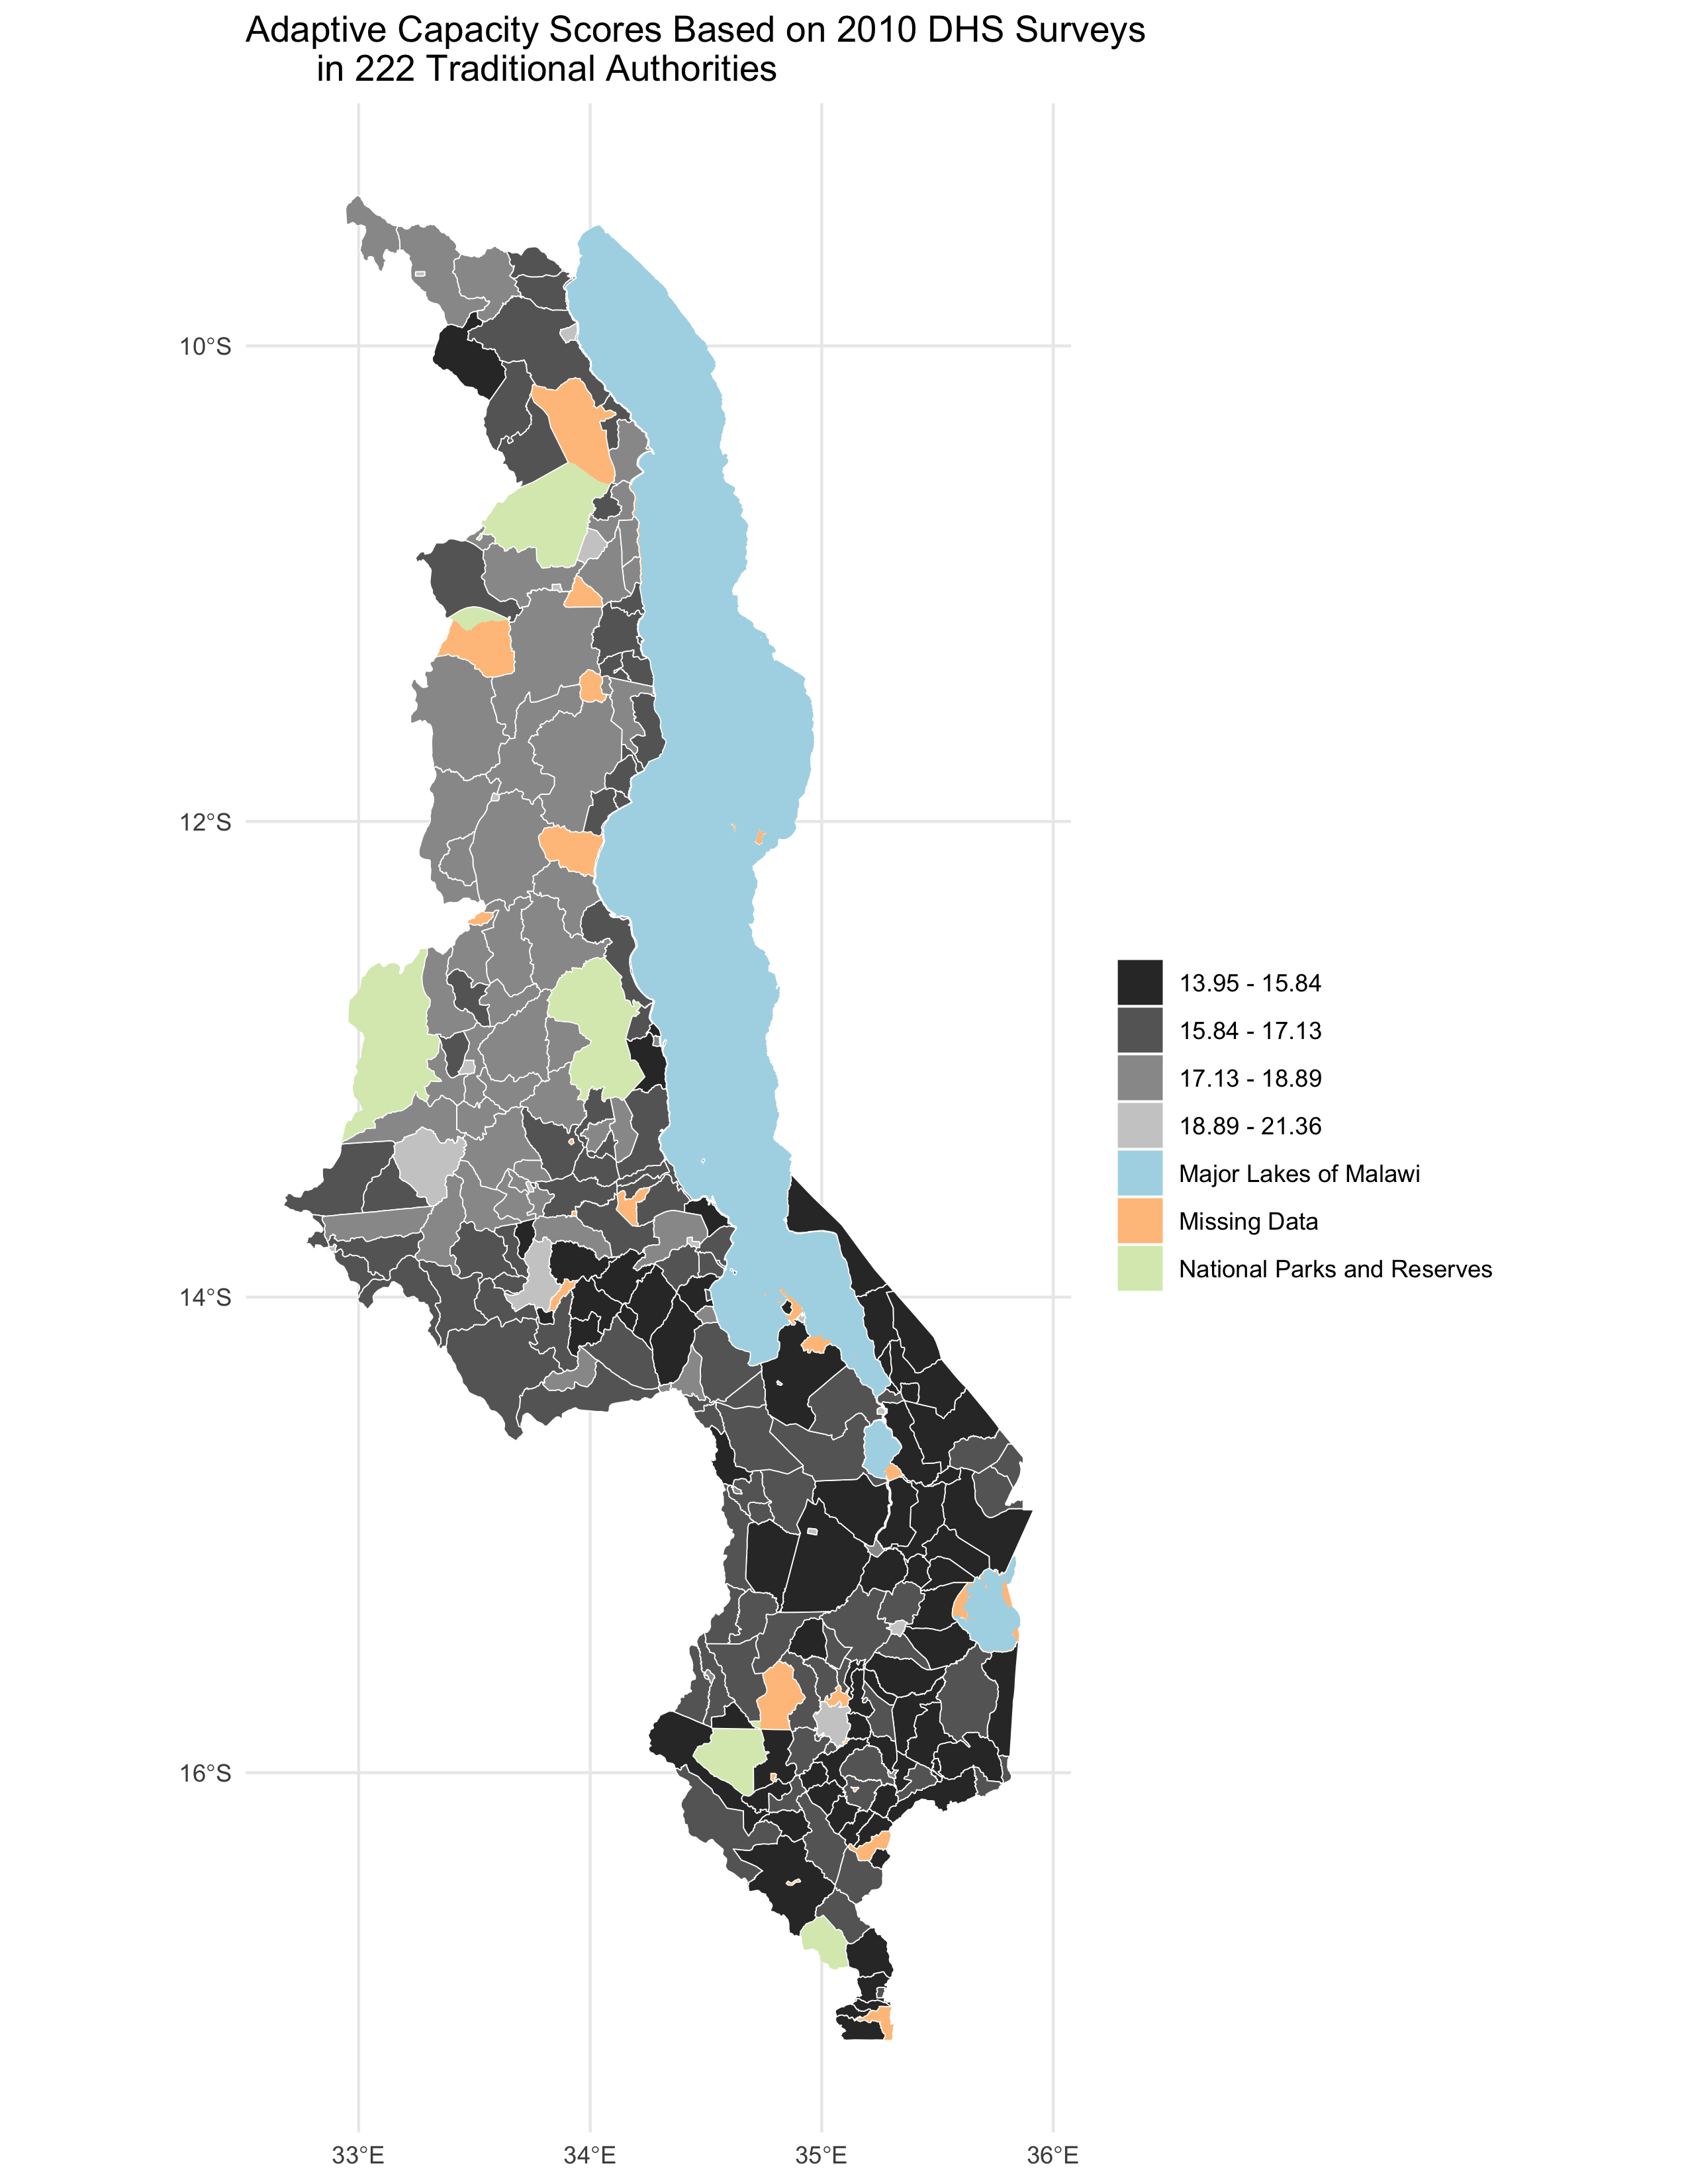 Adaptive Capacity Scores Based on 2010 DHS Surveys
in 222 Traditional Authorities
10°S
12°S
14°S
16°S
33°E
34°E
35°E
36°E
13.95 - 15.84
15.84 - 17.13
17.13 - 18.89
18.89 - 21.36
Major Lakes of Malawi
Missing Data
National Parks and Reserves